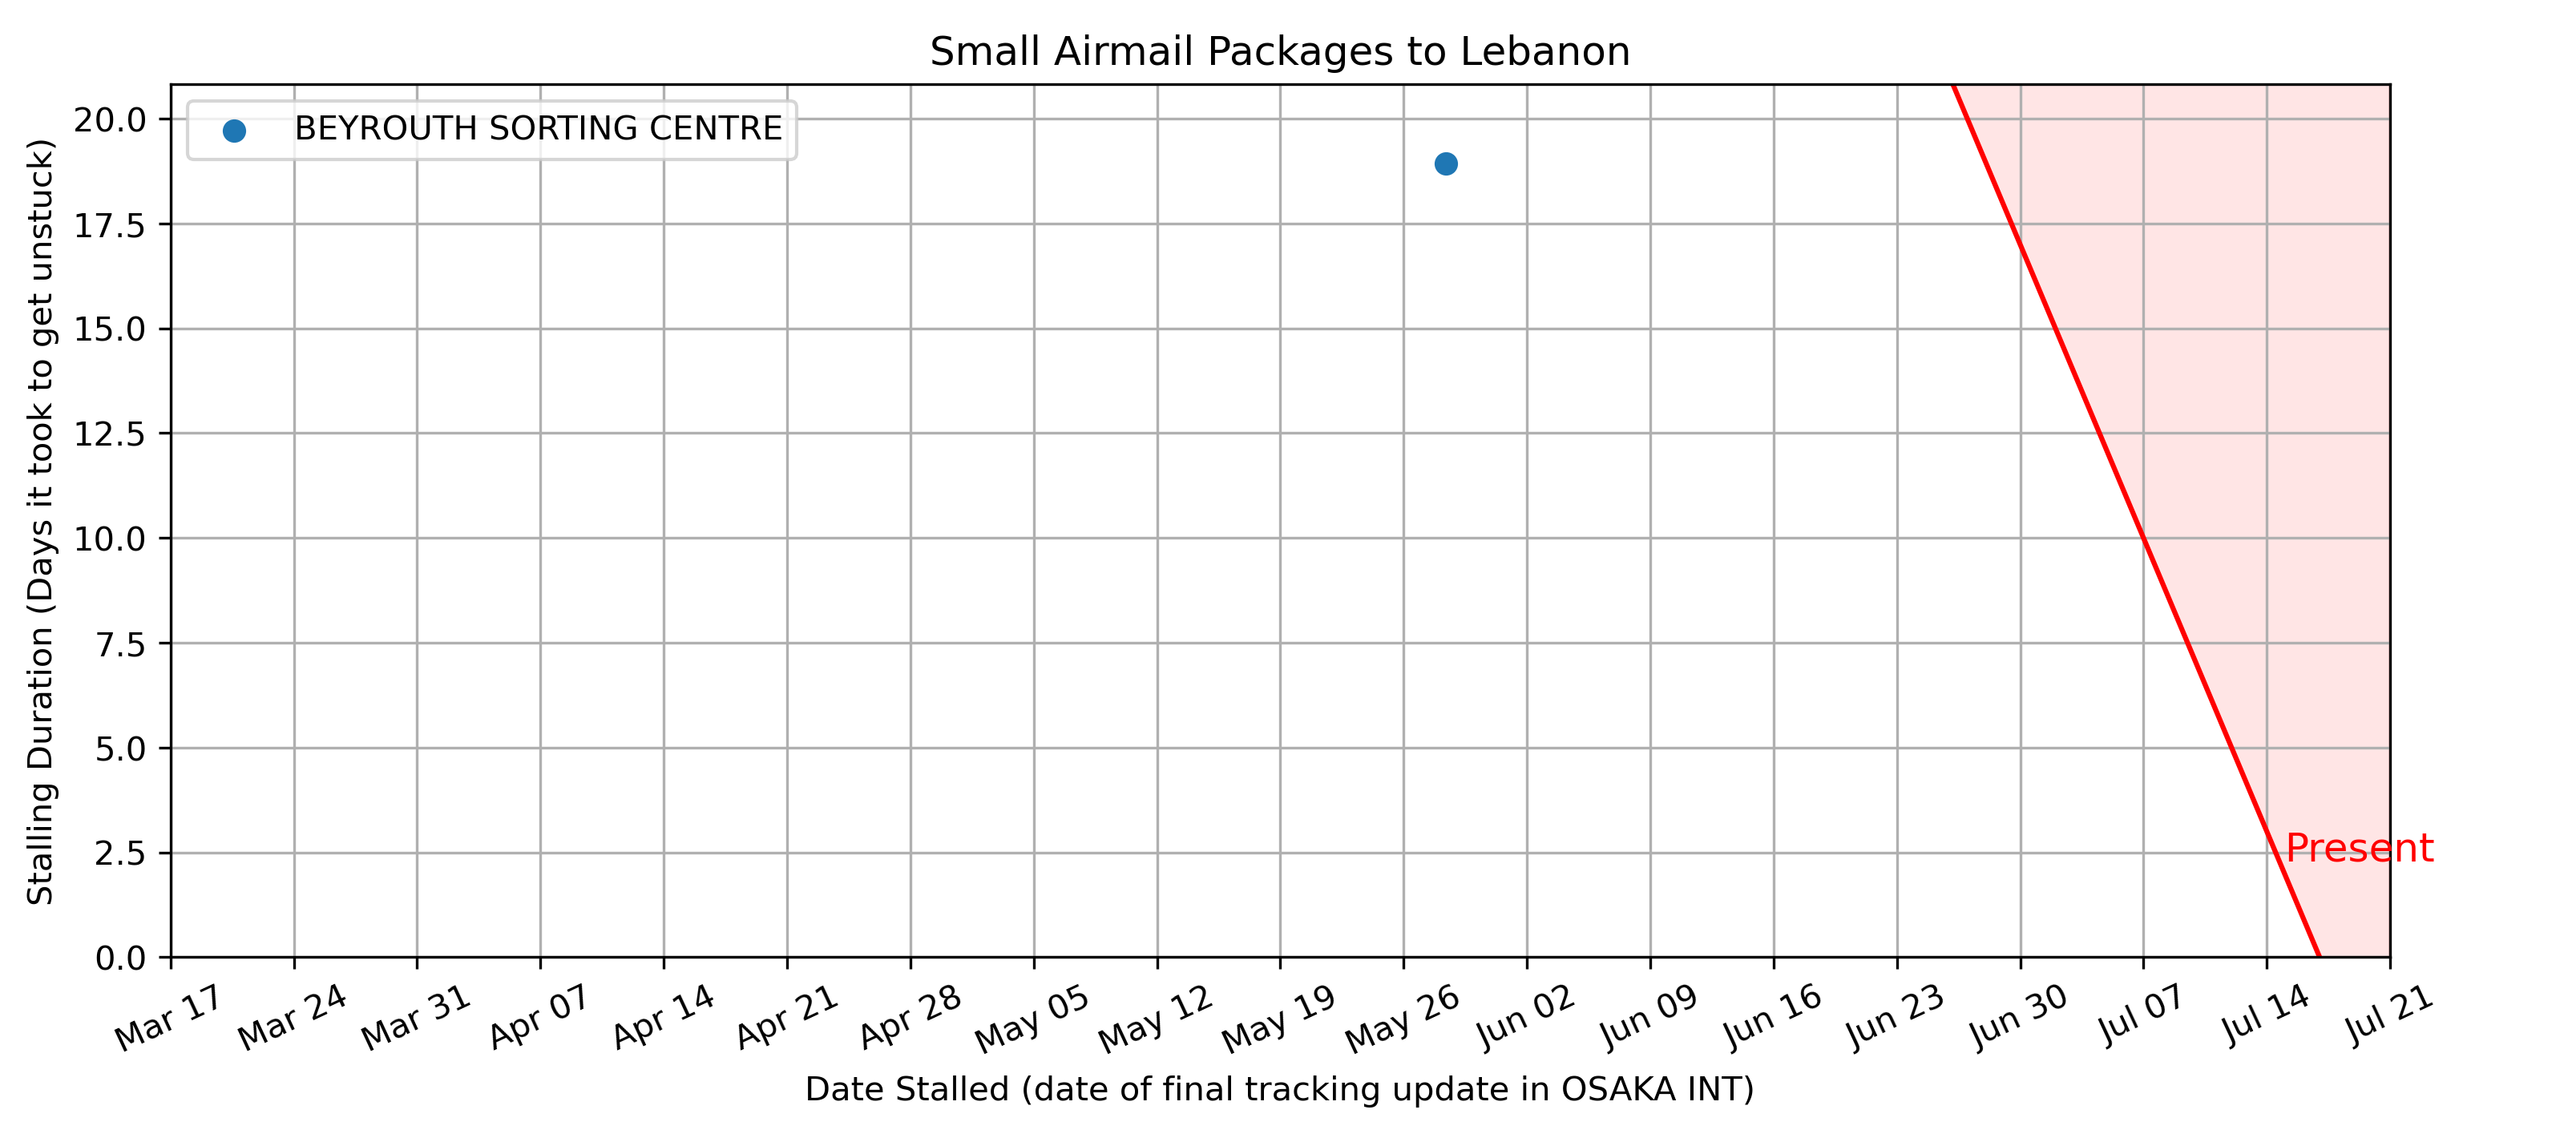 Small Airmail Packages to Lebanon
BEYROUTH SORTING CENTRE
Stalling Duration (Days it took to get unstuck)
20.0
17.5
15.0
12.5
10.0
7.5
5.0
2.5
0.0
Present
Mar 17
Mar 24
Mar 31
Apr 07
Apr 14
Apr 21
Apr 28
May 05
May 12
May 19
May 26
Jun 02
Jun 09
Jun 16
Jun 23
Jun 30
Jul 07
Jul 14
Jul 21
Date Stalled (date of final tracking update in OSAKA INT)